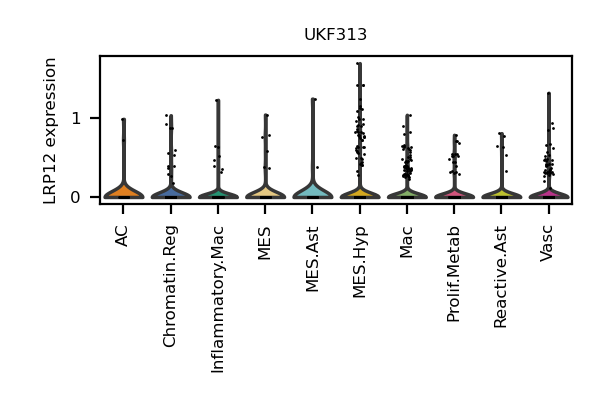 UKF313
LRP12 expression
1
0
AC
Chromatin.Reg
Inflammatory.Mac
MES
MES.Ast
MES.Hyp
Mac
Prolif.Metab
Reactive.Ast
Vasc